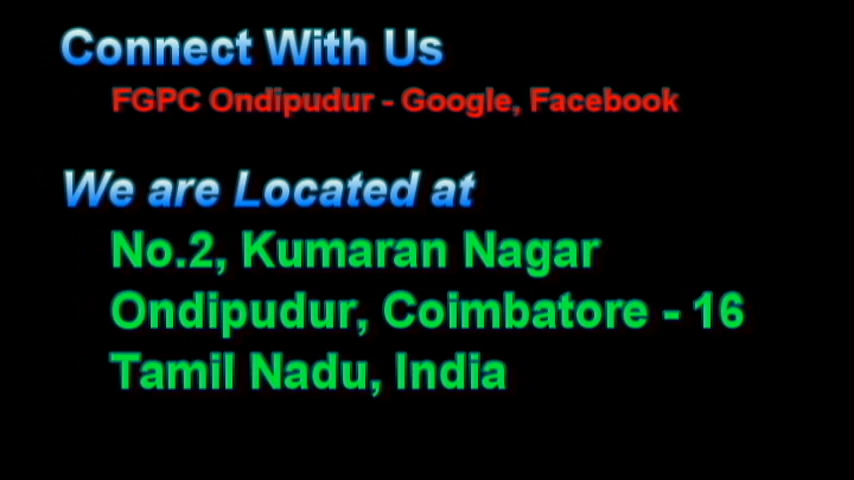 Connect With Us
FGPC Ondipudur - Google, Facebook
We are Located at
No.2, Kumaran Nagar
Ondipudur, Coimbatore - 16
Tamil Nadu, India